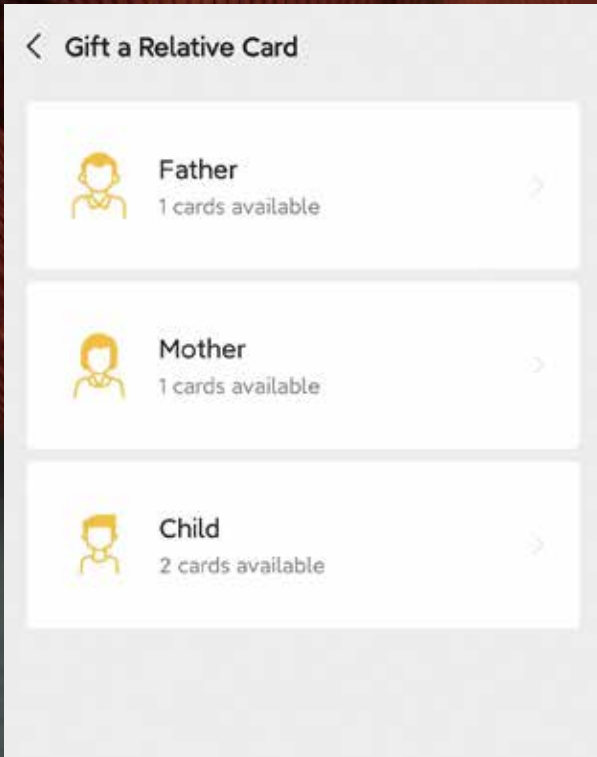 Gift a Relative Card
Father
1 cards available
Mother
1 cards available
Child
2 cards available